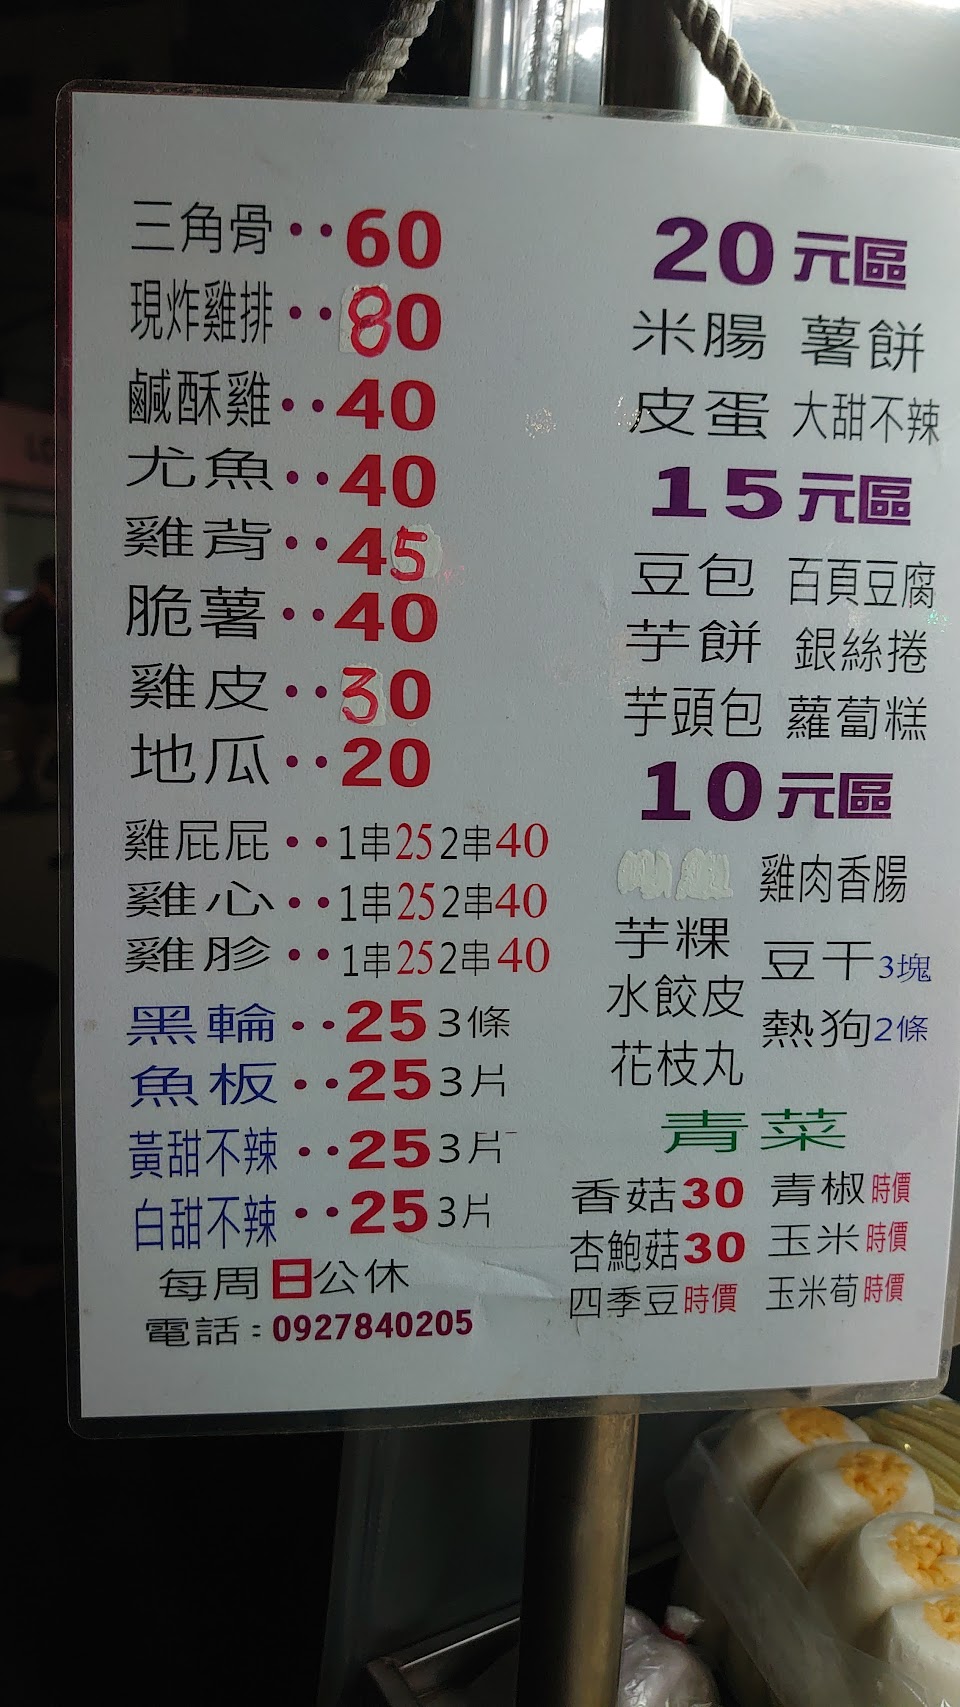 三角骨‥60
現炸雞排‥80
鹹酥雞‥40
尤魚‥40
雞背‥45
脆薯‥40
雞皮‥30
地瓜‥20
雞屁屁‥1串25 2串40
雞心‥1串25 2串40
雞胗‥1串25 2串40
黑輪‥25 3條
魚板‥25 3片
黃甜不辣‥25 3片
白甜不辣‥25 3片
每周日公休
電話：0927840205
20元區
米腸 薯餅
皮蛋 大甜不辣
15元區
豆包 百頁豆腐
芋餅 銀絲捲
芋頭包 蘿蔔糕
10元區
雞肉香腸
芋粿 豆干3塊
水餃皮 熱狗2條
花枝丸
青菜
香菇30 青椒時價
杏鮑菇30 玉米時價
四季豆時價 玉米荀時價